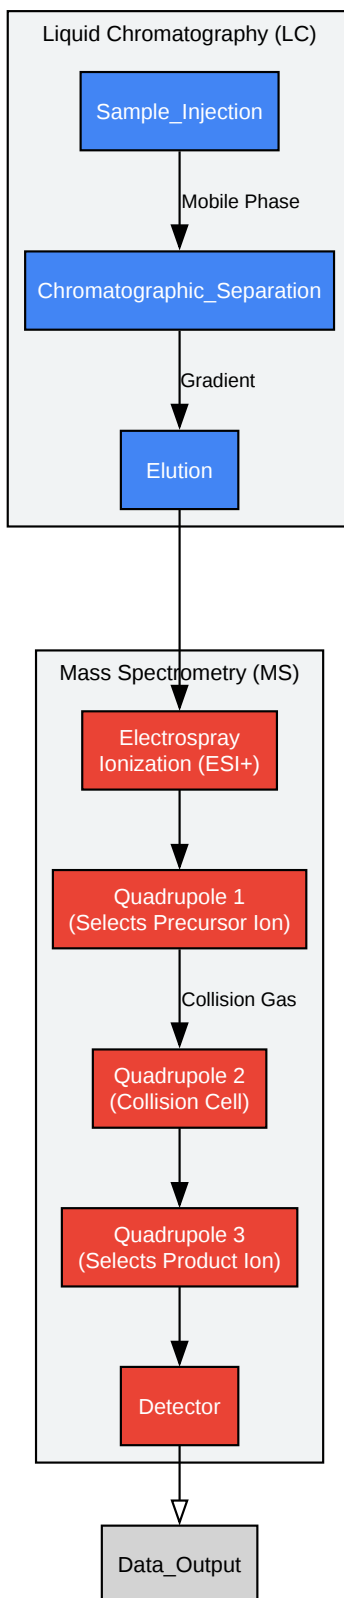 Liquid Chromatography (LC)
Sample_Injection
Mobile Phase
Chromatographic_Separation
Gradient
Elution
Mass Spectrometry (MS)
Electrospray
Ionization (ESI+)
Quadrupole 1
(Selects Precursor Ion)
Collision Gas
Quadrupole 2
(Collision Cell)
Quadrupole 3
(Selects Product Ion)
Detector
Data_Output